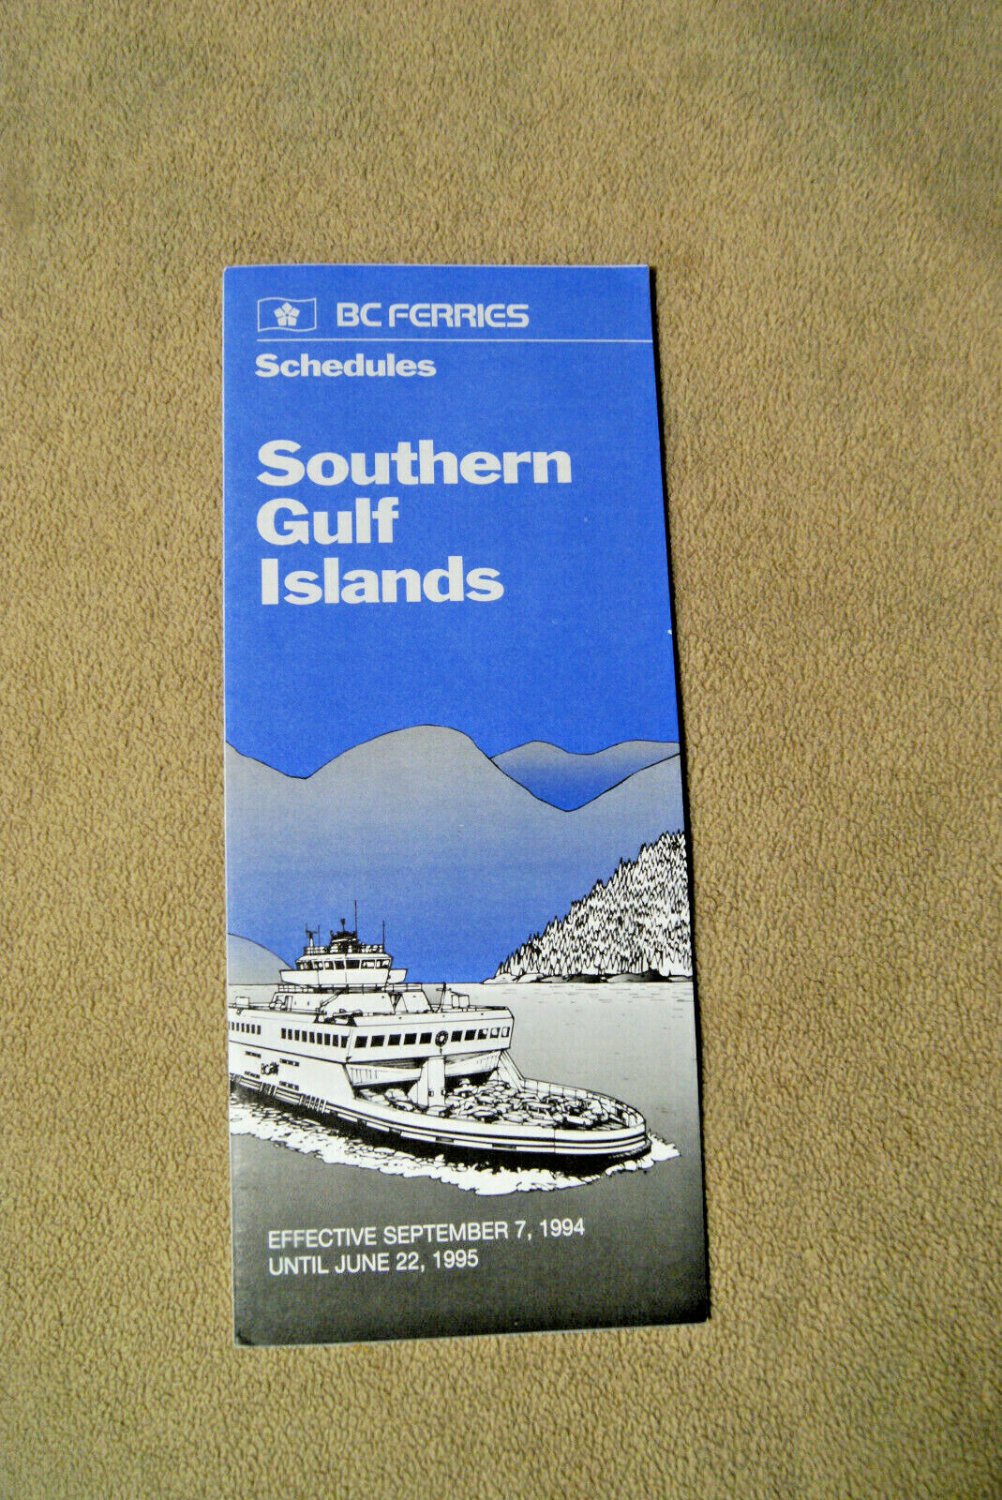 BC FERRIES
Schedules
Southern
Gulf
Islands
EFFECTIVE SEPTEMBER 7, 1994
UNTIL JUNE 22, 1995